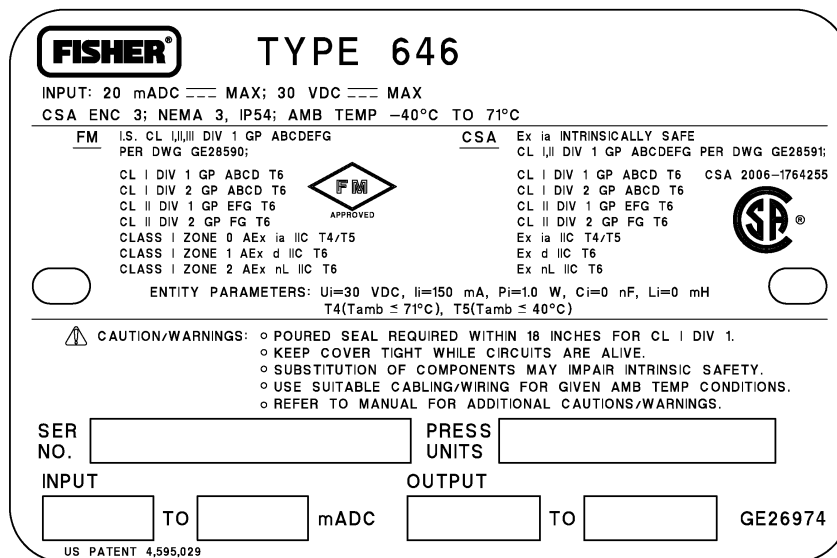 FISHER® TYPE 646
INPUT: 20 mADC MAX; 30 VDC MAX
CSA ENC 3; NEMA 3, IP54; AMB TEMP –40°C TO 71°C
FM I.S. CL I,II,III DIV 1 GP ABCDEFG
PER DWG GE28590;
CL I DIV 1 GP ABCD T6
CL I DIV 2 GP ABCD T6
CL II DIV 1 GP EFG T6
CL II DIV 2 GP FG T6
CLASS I ZONE 0 AEx ia IIC T4/T5
CLASS I ZONE 1 AEx d IIC T6
CLASS I ZONE 2 AEx nL IIC T6
FM
APPROVED
CSA Ex ia INTRINSICALLY SAFE
CL I,II DIV 1 GP ABCDEFG PER DWG GE28591;
CL I DIV 1 GP ABCD T6 CSA 2006–1764255
CL I DIV 2 GP ABCD T6
CL II DIV 1 GP EFG T6
CL II DIV 2 GP FG T6
Ex ia IIC T4/T5
Ex d IIC T6
Ex nL IIC T6
SA ®
ENTITY PARAMETERS: Ui=30 VDC, Ii=150 mA, Pi=1.0 W, Ci=0 nF, Li=0 mH
T4(Tamb ≤ 71°C), T5(Tamb ≤ 40°C)
CAUTION/WARNINGS: ○ POURED SEAL REQUIRED WITHIN 18 INCHES FOR CL I DIV 1.
○ KEEP COVER TIGHT WHILE CIRCUITS ARE ALIVE.
○ SUBSTITUTION OF COMPONENTS MAY IMPAIR INTRINSIC SAFETY.
○ USE SUITABLE CABLING/WIRING FOR GIVEN AMB TEMP CONDITIONS.
○ REFER TO MANUAL FOR ADDITIONAL CAUTIONS/WARNINGS.
SER NO.
PRESS UNITS
INPUT
TO mADC
OUTPUT
TO
GE26974
US PATENT 4,595,029